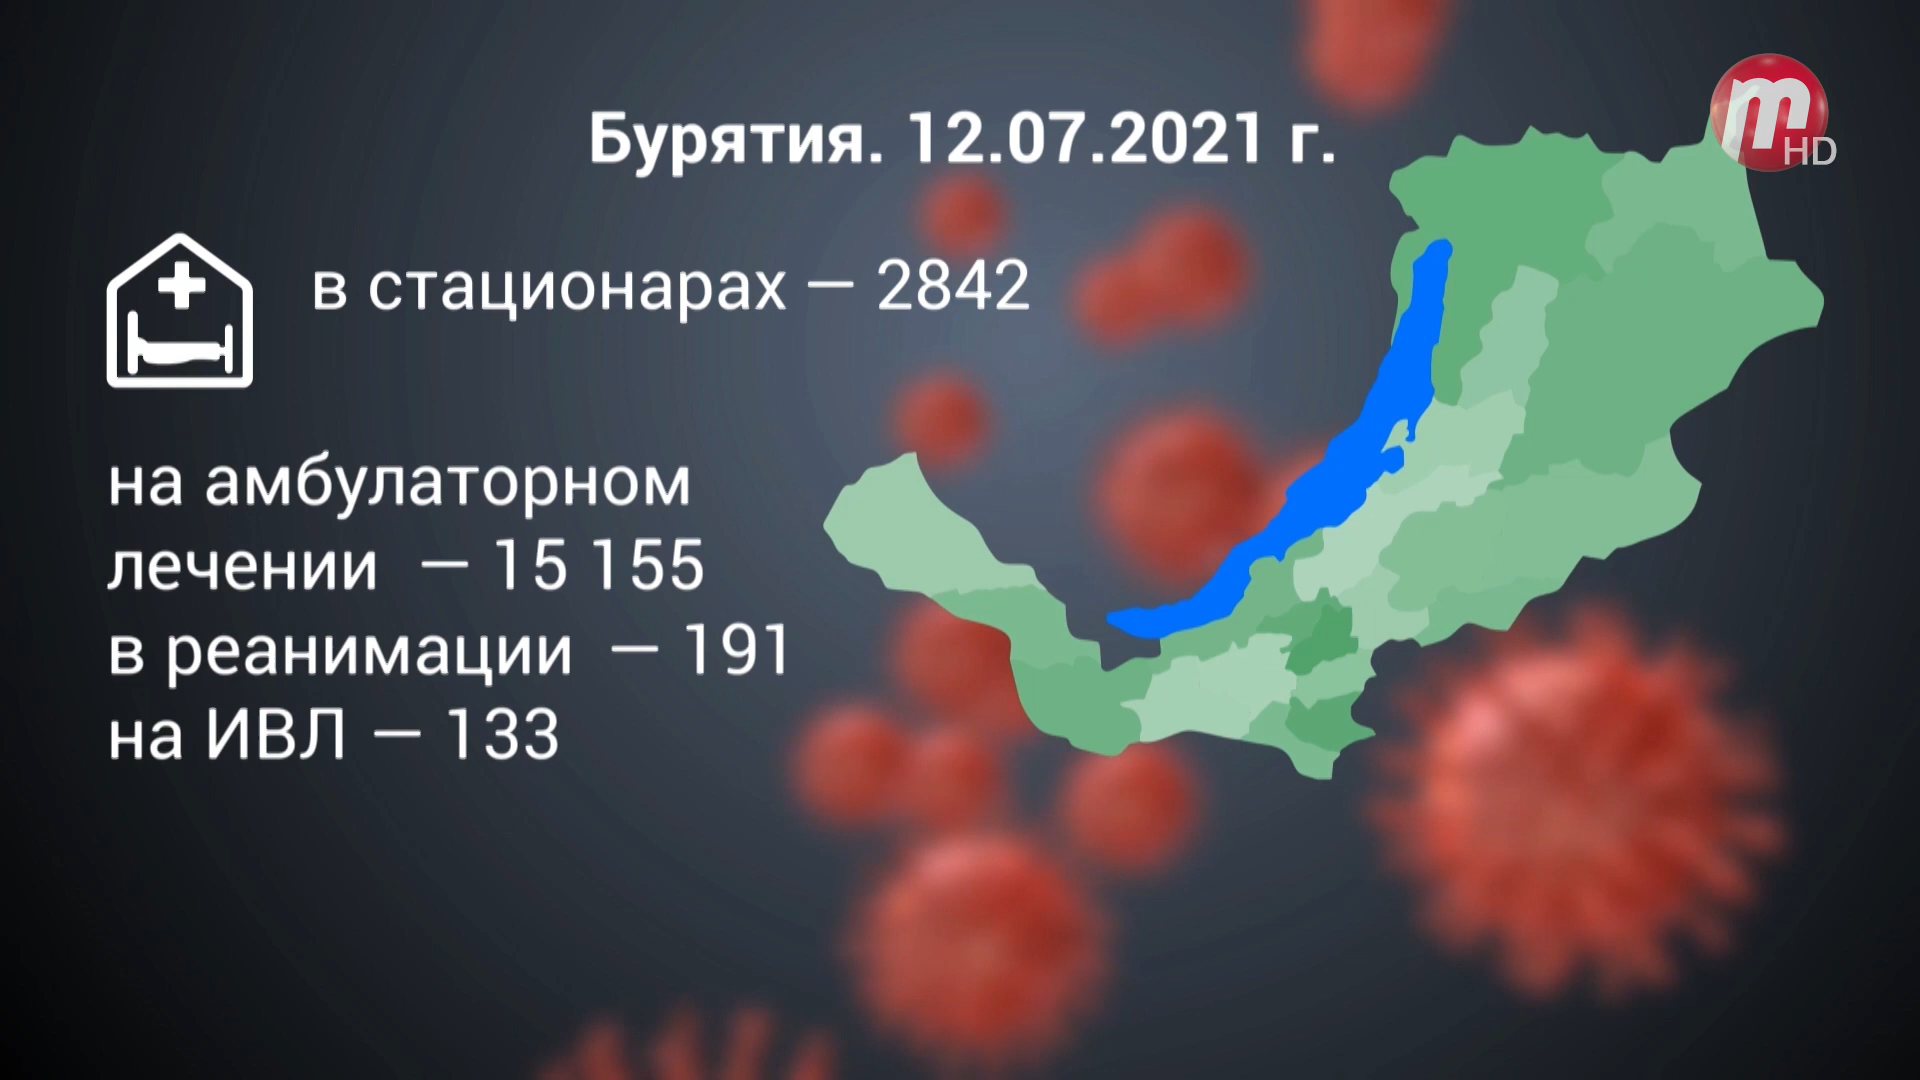 Бурятия. 12.07.2021 г.
m HD
в стационарах – 2842
на амбулаторном
лечении – 15 155
в реанимации – 191
на ИВЛ – 133